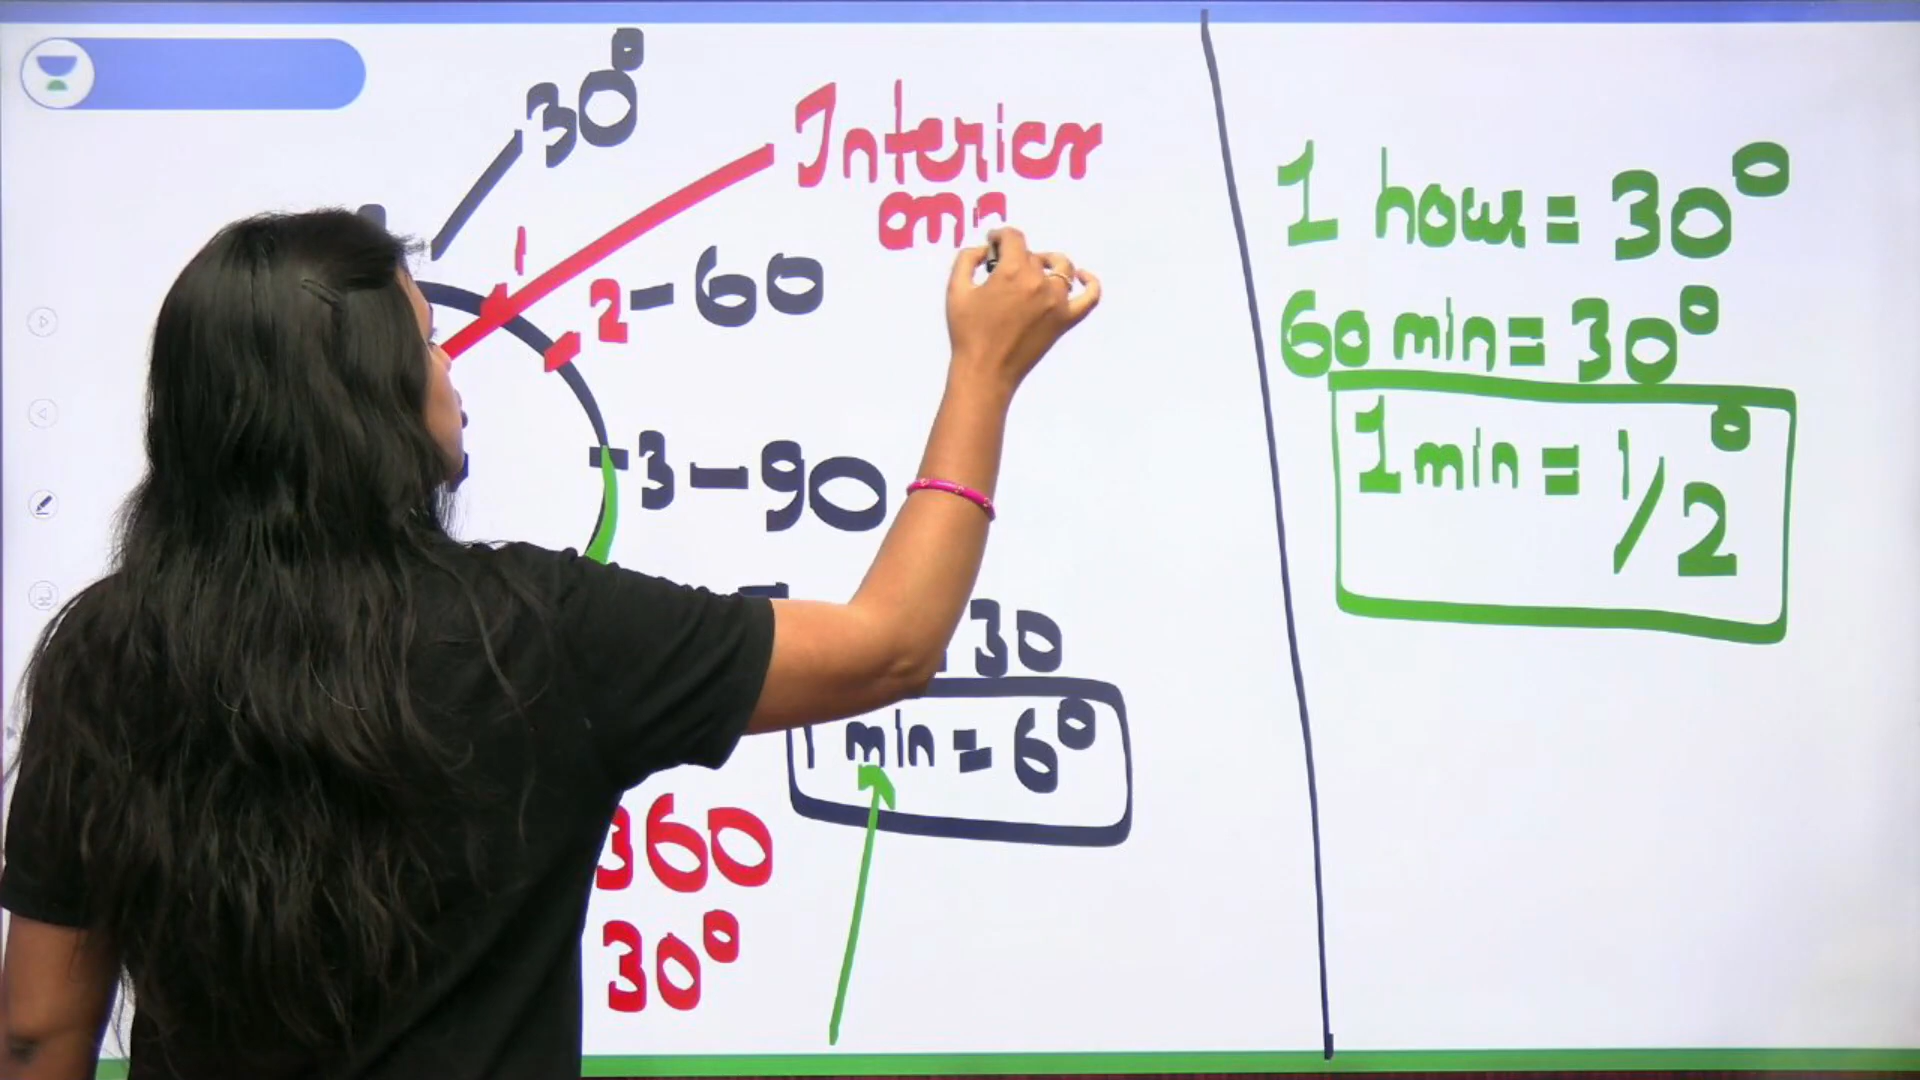 30°
Interior
1
2-60
3-90
30
1 min = 6°
360
30°
1 hour = 30°
60 min = 30°
1 min = 1/2°